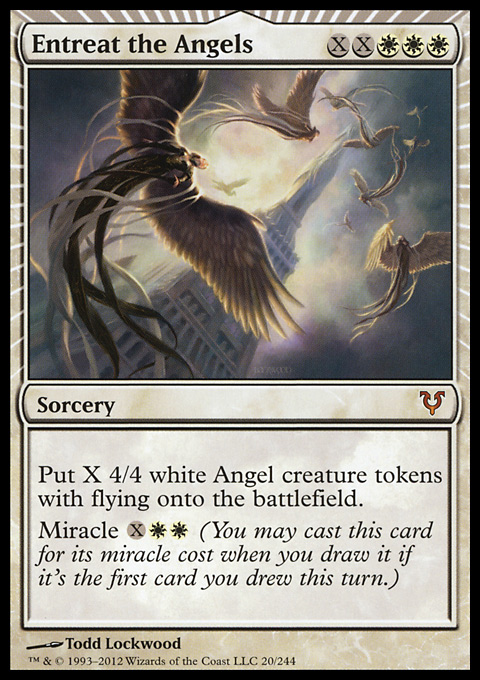 Entreat the Angels XX
Sorcery
Put X 4/4 white Angel creature tokens
with flying onto the battlefield.
Miracle X (You may cast this card
for its miracle cost when you draw it if
it's the first card you drew this turn.)
Todd Lockwood
™ & © 1993–2012 Wizards of the Coast LLC 20/244